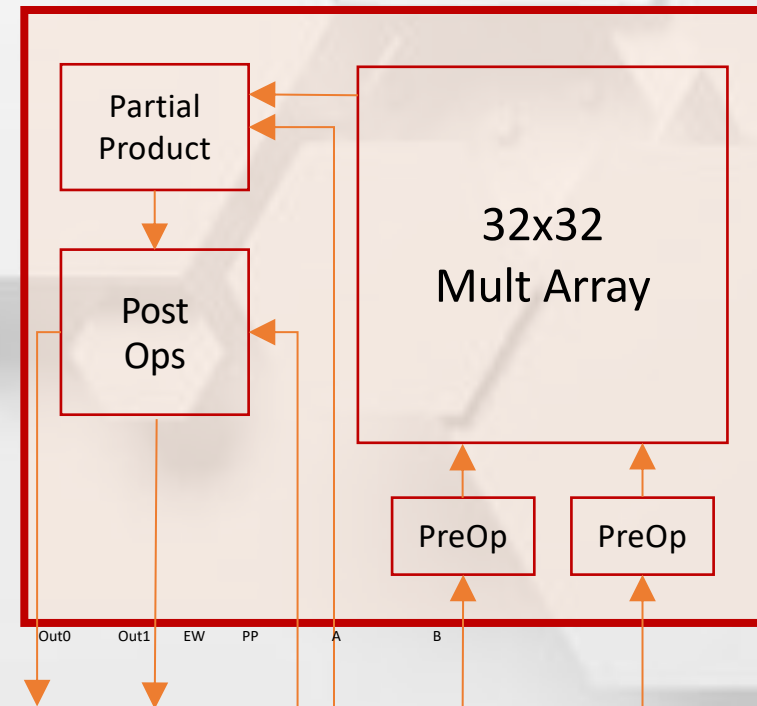 Partial
Product
32x32
Mult Array
Post
Ops
PreOp
PreOp
Out0
Out1
EW
PP
A
B